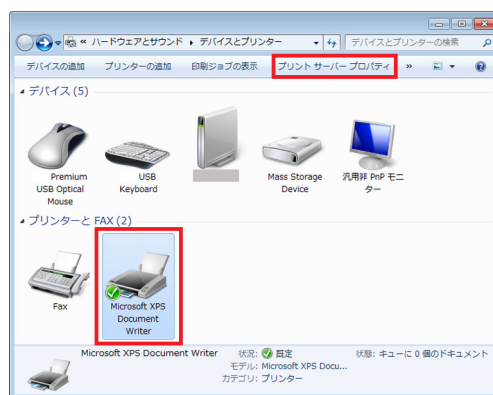 « ハードウェアとサウンド ▸ デバイスとプリンター デバイスとプリンターの検索
デバイスの追加 プリンターの追加 印刷ジョブの表示 プリント サーバー プロパティ »
デバイス (5)
Premium
USB Optical
Mouse
USB
Keyboard
Mass Storage
Device
汎用非 PnP モニ
ター
プリンターと FAX (2)
Fax
Microsoft XPS
Document
Writer
Microsoft XPS Document Writer 状況: 既定 状態: キューに 0 個のドキュメント
モデル: Microsoft XPS Docu...
カテゴリ: プリンター